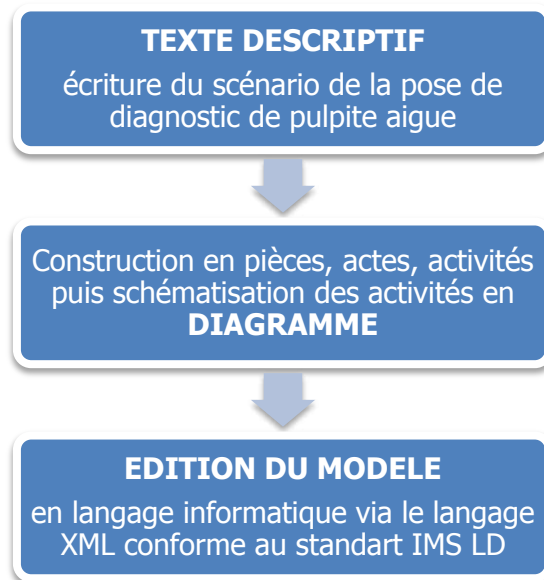 TEXTE DESCRIPTIF
écriture du scénario de la pose de
diagnostic de pulpite aigue
Construction en pièces, actes, activités
puis schématisation des activités en
DIAGRAMME
EDITION DU MODELE
en langage informatique via le langage
XML conforme au standart IMS LD